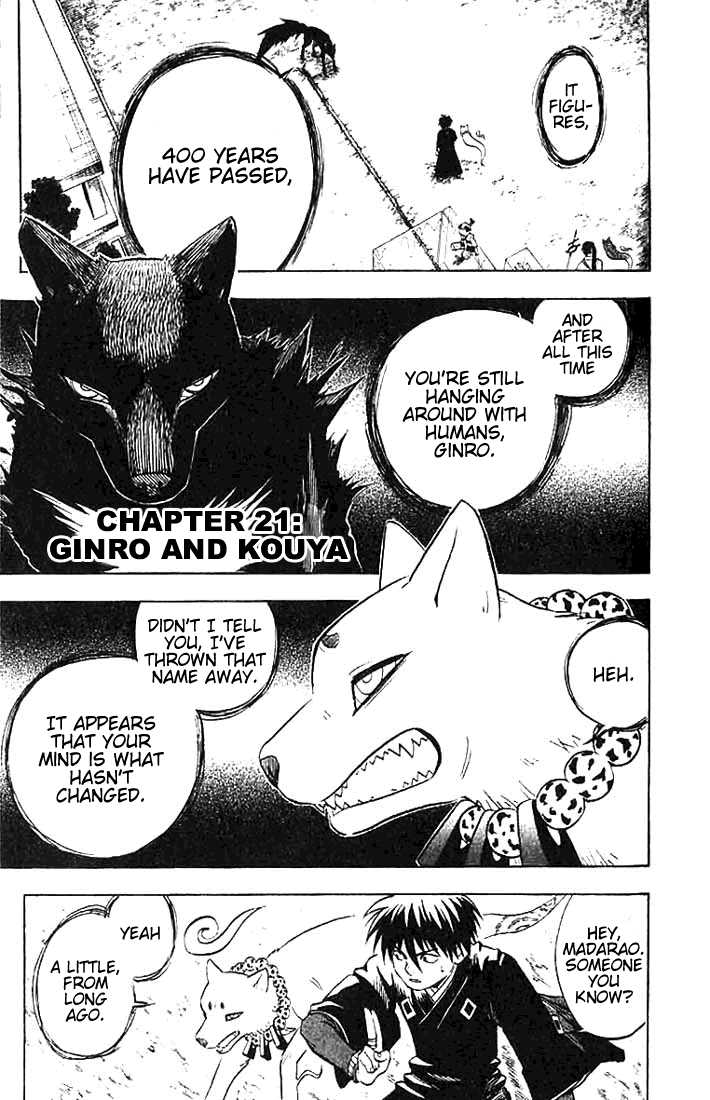 IT
FIGU-
RES,
400 YEARS
HAVE PASSED,
AND
AFTER
ALL THIS
TIME
YOU'RE STILL
HANGING
AROUND WITH
HUMANS,
GINRO.
CHAPTER 21:
GINRO AND KOUYA
HEH.
DIDN'T I TELL
YOU, I'VE
THROWN THAT
NAME AWAY.
IT APPEARS
THAT YOUR
MIND IS WHAT
HASN'T
CHANGED.
HEY,
MADARAO.
SOMEONE
YOU
KNOW?
YEAH
A LITTLE,
FROM
LONG
AGO.